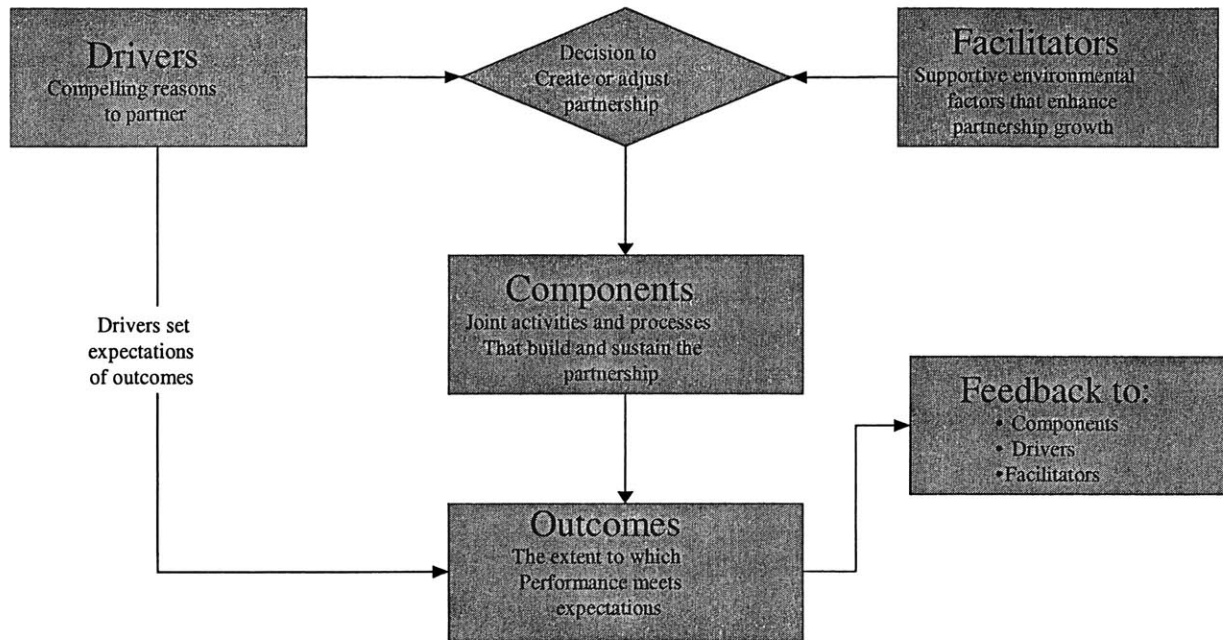 Drivers
Compelling reasons
to partner
Decision to
Create or adjust
partnership
Facilitators
Supportive environmental
factors that enhance
partnership growth
Components
Joint activities and processes
That build and sustain the
partnership
Drivers set
expectations
of outcomes
Feedback to:
• Components
• Drivers
•Facilitators
Outcomes
The extent to which
Performance meets
expectations